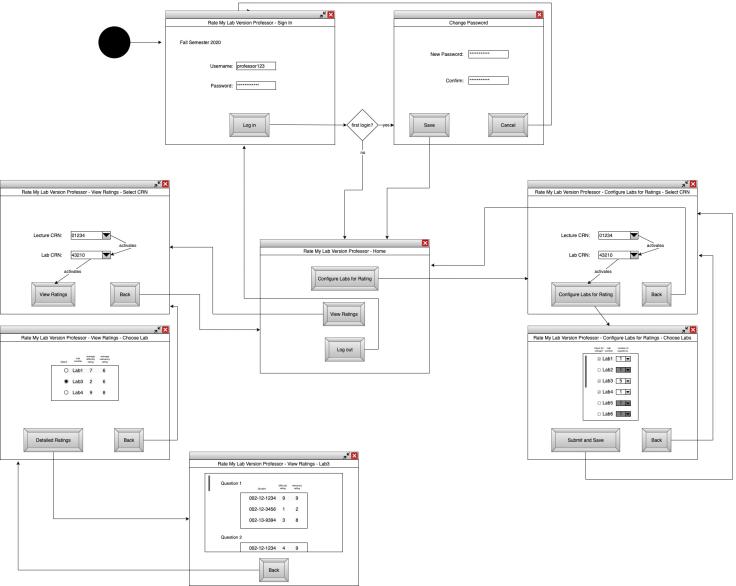 Rate My Lab Version Professor - Sign In
Fall Semester 2020
Username: professor123
Password: ************
Log in
Change Password
New Password: ***********
Confirm: ***********
Save
Cancel
first login?
yes
no
Rate My Lab Version Professor - View Ratings - Select CRN
Lecture CRN: 01234
activates
Lab CRN: 43210
activates
View Ratings
Back
Rate My Lab Version Professor - Home
Configure Labs for Rating
View Ratings
Log out
Rate My Lab Version Professor - Configure Labs for Ratings - Select CRN
Lecture CRN: 01234
activates
Lab CRN: 43210
activates
Configure Labs for Rating
Back
Rate My Lab Version Professor - View Ratings - Choose Lab
Lab1 7 6
Lab3 2 6
Lab4 9 8
Detailed Ratings
Back
Rate My Lab Version Professor - Configure Labs for Ratings - Choose Labs
Lab1 1
Lab2
Lab3 5
Lab4 1
Lab5
Lab6
Submit and Save
Back
Rate My Lab Version Professor - View Ratings - Lab3
Question 1
difficulty rating
002-12-1234 9 9
002-12-3456 1 2
002-13-9394 3 8
Question 2
002-12-1234 4 9
Back